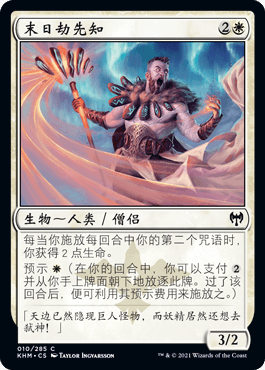 末日劫先知 2
生物～人类 / 僧侣
每当你施放每回合中你的第二个咒语时，
你获得２点生命。
预示（在你的回合中，你可以支付2
并从你手上牌面朝下地放逐此牌。过了该
回合后，便可利用其预示费用来施放之。）
「天边已然隐现巨人怪物，而妖精居然还想去
弑神！」
3/2
010/285 C
KHM • CS TAYLOR INGVARSSON
™ & © 2021 Wizards of the Coast